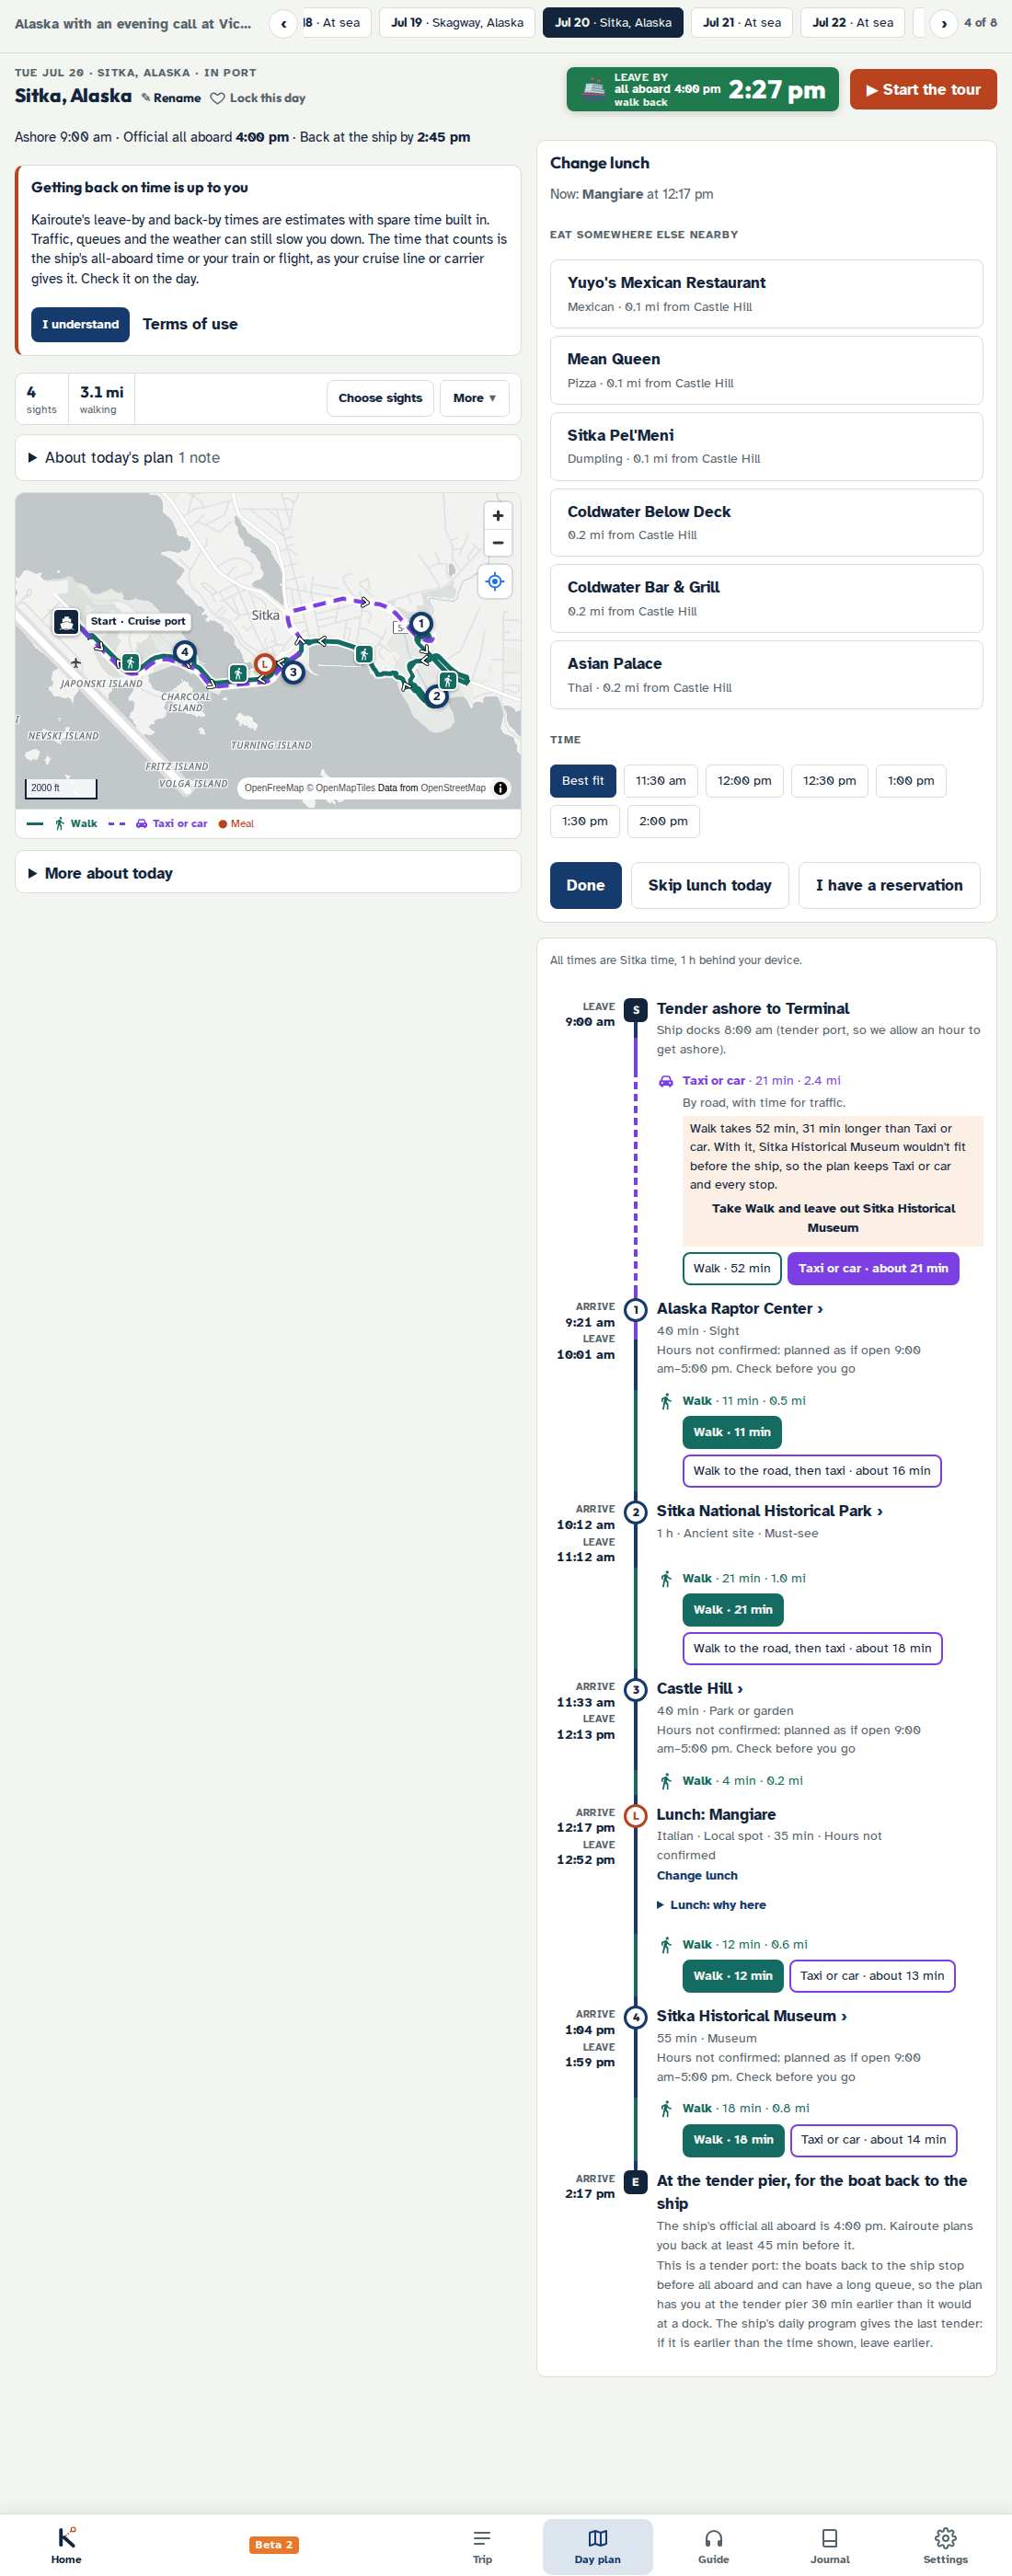 Alaska with an evening call at Vic...
‹
18 · At sea
Jul 19 · Skagway, Alaska
Jul 20 · Sitka, Alaska
Jul 21 · At sea
Jul 22 · At sea
›
4 of 8
TUE JUL 20 · SITKA, ALASKA · IN PORT
Sitka, Alaska
✎ Rename
Lock this day
LEAVE BY
all aboard 4:00 pm
walk back
2:27 pm
▶ Start the tour
Ashore 9:00 am · Official all aboard 4:00 pm · Back at the ship by 2:45 pm
Getting back on time is up to you
Kairoute's leave-by and back-by times are estimates with spare time built in.
Traffic, queues and the weather can still slow you down. The time that counts is
the ship's all-aboard time or your train or flight, as your cruise line or carrier
gives it. Check it on the day.
I understand
Terms of use
4
sights
3.1 mi
walking
Choose sights
More ▾
▶ About today's plan 1 note
+
−
Sitka
Start · Cruise port
1
S
4
L
3
2
JAPONSKI ISLAND
CHARCOAL
ISLAND
NEVSKI ISLAND
TURNING ISLAND
FRITZ ISLAND
VOLGA ISLAND
2000 ft
OpenFreeMap © OpenMapTiles Data from OpenStreetMap
Walk
Taxi or car
Meal
▶ More about today
Change lunch
Now: Mangiare at 12:17 pm
EAT SOMEWHERE ELSE NEARBY
Yuyo's Mexican Restaurant
Mexican · 0.1 mi from Castle Hill
Mean Queen
Pizza · 0.1 mi from Castle Hill
Sitka Pel'Meni
Dumpling · 0.1 mi from Castle Hill
Coldwater Below Deck
0.2 mi from Castle Hill
Coldwater Bar & Grill
0.2 mi from Castle Hill
Asian Palace
Thai · 0.2 mi from Castle Hill
TIME
Best fit
11:30 am
12:00 pm
12:30 pm
1:00 pm
1:30 pm
2:00 pm
Done
Skip lunch today
I have a reservation
All times are Sitka time, 1 h behind your device.
LEAVE
9:00 am
S
Tender ashore to Terminal
Ship docks 8:00 am (tender port, so we allow an hour to
get ashore).
Taxi or car · 21 min · 2.4 mi
By road, with time for traffic.
Walk takes 52 min, 31 min longer than Taxi or
car. With it, Sitka Historical Museum wouldn't fit
before the ship, so the plan keeps Taxi or car
and every stop.
Take Walk and leave out Sitka Historical
Museum
Walk · 52 min
Taxi or car · about 21 min
ARRIVE
9:21 am
LEAVE
10:01 am
1
Alaska Raptor Center ›
40 min · Sight
Hours not confirmed: planned as if open 9:00
am–5:00 pm. Check before you go
Walk · 11 min · 0.5 mi
Walk · 11 min
Walk to the road, then taxi · about 16 min
ARRIVE
10:12 am
LEAVE
11:12 am
2
Sitka National Historical Park ›
1 h · Ancient site · Must-see
Walk · 21 min · 1.0 mi
Walk · 21 min
Walk to the road, then taxi · about 18 min
ARRIVE
11:33 am
LEAVE
12:13 pm
3
Castle Hill ›
40 min · Park or garden
Hours not confirmed: planned as if open 9:00
am–5:00 pm. Check before you go
Walk · 4 min · 0.2 mi
ARRIVE
12:17 pm
LEAVE
12:52 pm
L
Lunch: Mangiare
Italian · Local spot · 35 min · Hours not
confirmed
Change lunch
▶ Lunch: why here
Walk · 12 min · 0.6 mi
Walk · 12 min
Taxi or car · about 13 min
ARRIVE
1:04 pm
LEAVE
1:59 pm
4
Sitka Historical Museum ›
55 min · Museum
Hours not confirmed: planned as if open 9:00
am–5:00 pm. Check before you go
Walk · 18 min · 0.8 mi
Walk · 18 min
Taxi or car · about 14 min
ARRIVE
2:17 pm
E
At the tender pier, for the boat back to the
ship
The ship's official all aboard is 4:00 pm. Kairoute plans
you back at least 45 min before it.
This is a tender port: the boats back to the ship stop
before all aboard and can have a long queue, so the plan
has you at the tender pier 30 min earlier than it would
at a dock. The ship's daily program gives the last tender:
if it is earlier than the time shown, leave earlier.
Home
Beta 2
Trip
Day plan
Guide
Journal
Settings